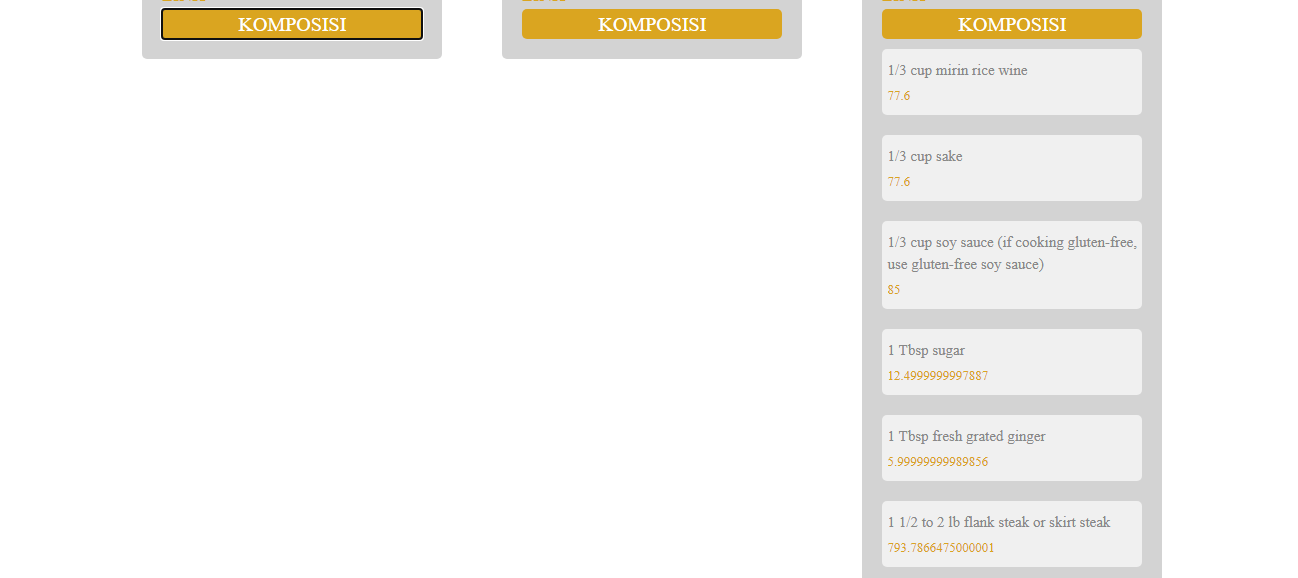 KOMPOSISI
KOMPOSISI
KOMPOSISI
1/3 cup mirin rice wine
77.6
1/3 cup sake
77.6
1/3 cup soy sauce (if cooking gluten-free,
use gluten-free soy sauce)
85
1 Tbsp sugar
12.4999999997887
1 Tbsp fresh grated ginger
5.99999999989856
1 1/2 to 2 lb flank steak or skirt steak
793.7866475000001